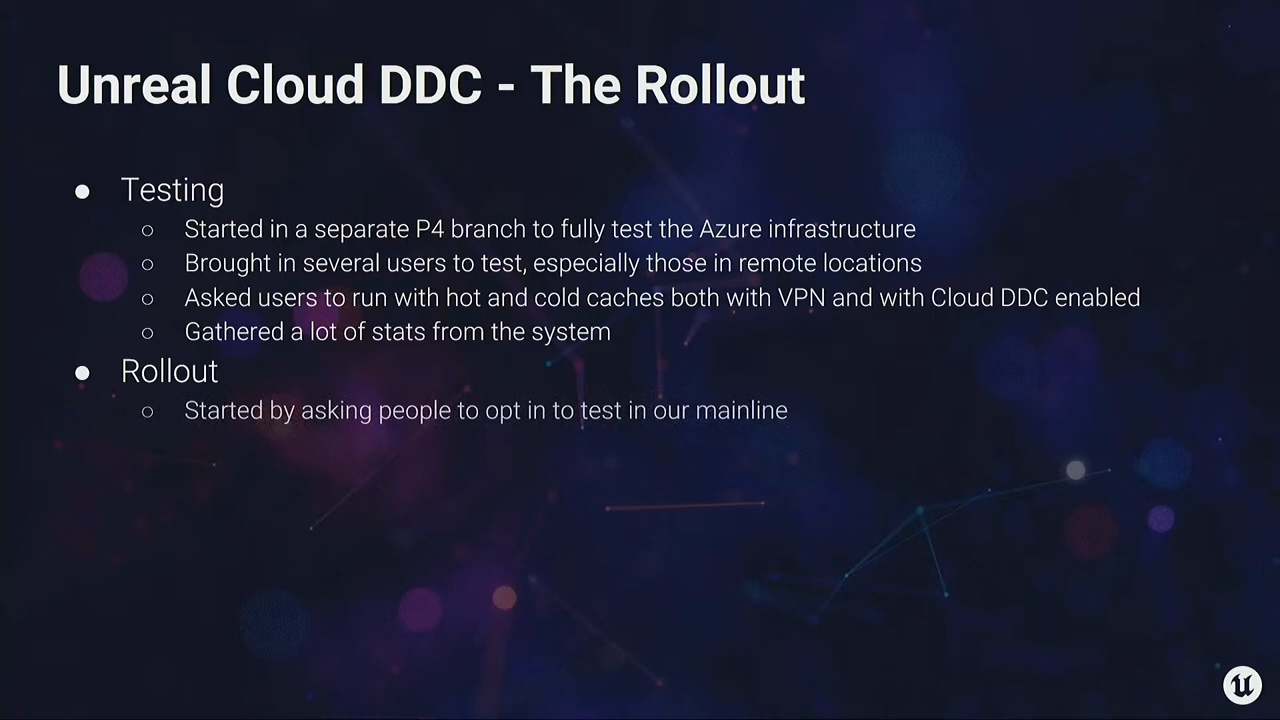 Unreal Cloud DDC - The Rollout
● Testing
○ Started in a separate P4 branch to fully test the Azure infrastructure
○ Brought in several users to test, especially those in remote locations
○ Asked users to run with hot and cold caches both with VPN and with Cloud DDC enabled
○ Gathered a lot of stats from the system
● Rollout
○ Started by asking people to opt in to test in our mainline